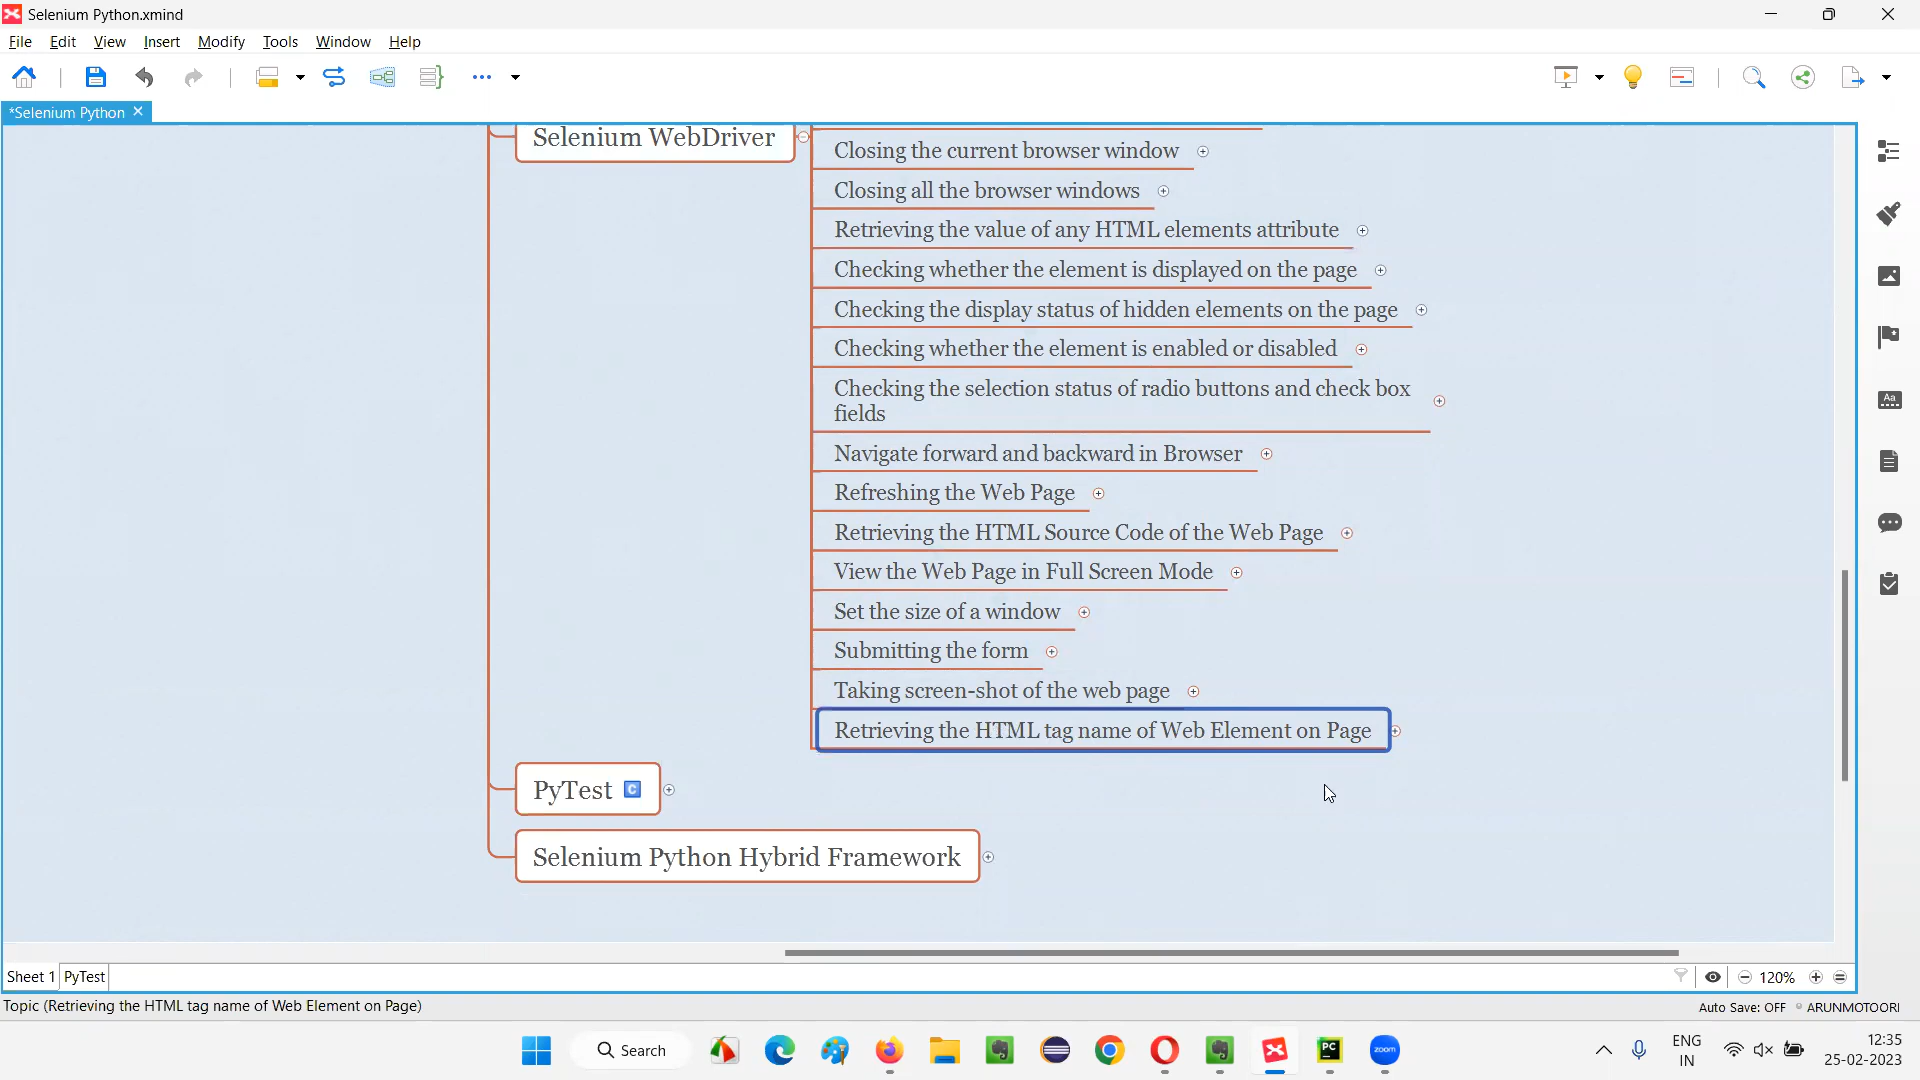 Selenium Python.xmind
File Edit View Insert Modify Tools Window Help
*Selenium Python
Selenium WebDriver
Closing the current browser window
Closing all the browser windows
Retrieving the value of any HTML elements attribute
Checking whether the element is displayed on the page
Checking the display status of hidden elements on the page
Checking whether the element is enabled or disabled
Checking the selection status of radio buttons and check box
fields
Navigate forward and backward in Browser
Refreshing the Web Page
Retrieving the HTML Source Code of the Web Page
View the Web Page in Full Screen Mode
Set the size of a window
Submitting the form
Taking screen-shot of the web page
Retrieving the HTML tag name of Web Element on Page
PyTest C
Selenium Python Hybrid Framework
Aa
Sheet 1 PyTest
120%
Topic (Retrieving the HTML tag name of Web Element on Page)
Auto Save: OFF ARUNMOTOORI
Search
PC
zoom
ENG
IN
12:35
25-02-2023